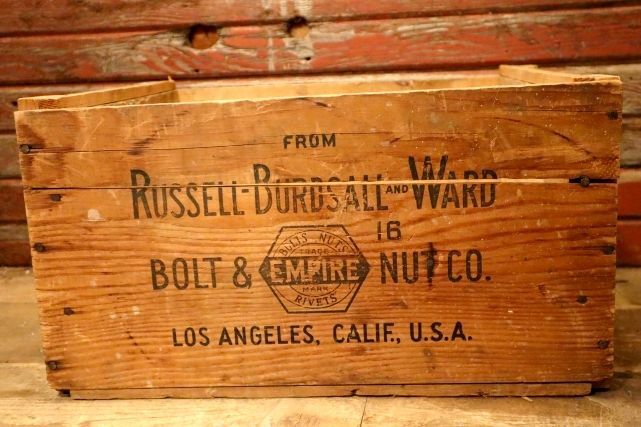 FROM
RUSSELL-BURDSALL AND WARD
16
BOLT & EMPIRE NUT CO.
BOLTS NUTS
TRADE
MARK
RIVETS
LOS ANGELES, CALIF., U.S.A.